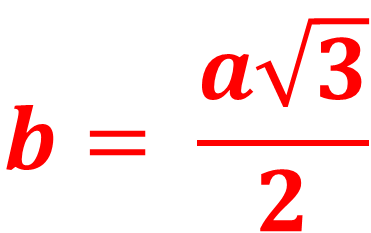 b = a√3 / 2